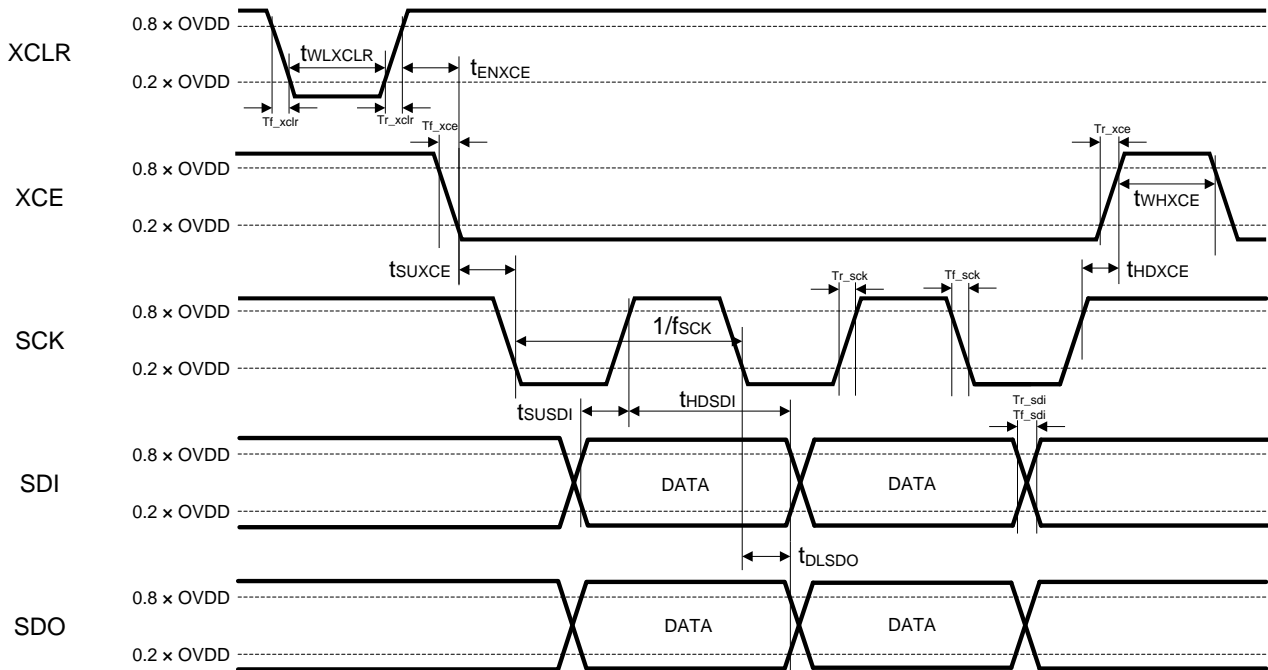 0.8 × OVDD
XCLR
tWLXCLR
tENXCE
0.2 × OVDD
Tf_xclr
Tr_xclr
Tf_xce
Tr_xce
0.8 × OVDD
XCE
tWHXCE
0.2 × OVDD
tSUXCE
Tr_sck
Tf_sck
tHDXCE
0.8 × OVDD
SCK
1/fSCK
0.2 × OVDD
tSUSDI
tHDSDI
Tr_sdi
Tf_sdi
0.8 × OVDD
SDI
DATA
DATA
0.2 × OVDD
tDLSDO
0.8 × OVDD
SDO
DATA
DATA
0.2 × OVDD